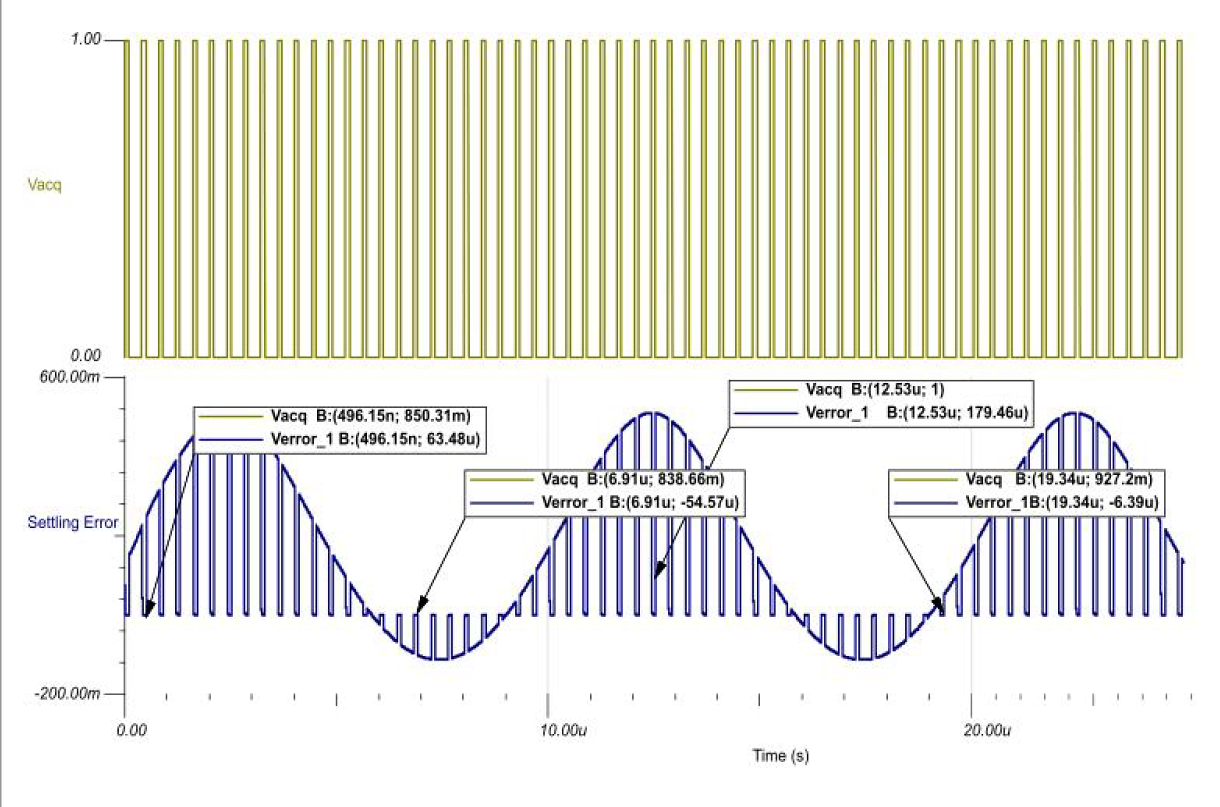 1.00
Vacq
0.00
600.00m
Vacq B:(12.53u; 1)
Verror_1 B:(12.53u; 179.46u)
Vacq B:(496.15n; 850.31m)
Verror_1 B:(496.15n; 63.48u)
Vacq B:(6.91u; 838.66m)
Verror_1 B:(6.91u; -54.57u)
Vacq B:(19.34u; 927.2m)
Verror_1B:(19.34u; -6.39u)
Settling Error
-200.00m
0.00 10.00u 20.00u
Time (s)